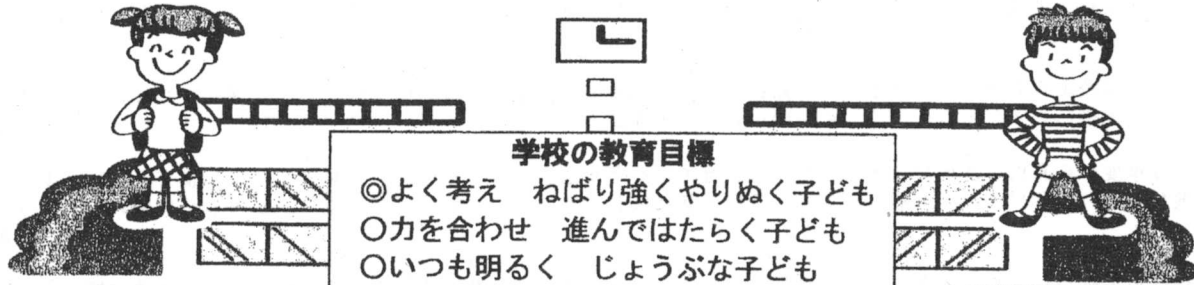 学校の教育目標
◎よく考え　ねばり強くやりぬく子ども
○力を合わせ　進んではたらく子ども
○いつも明るく　じょうぶな子ども